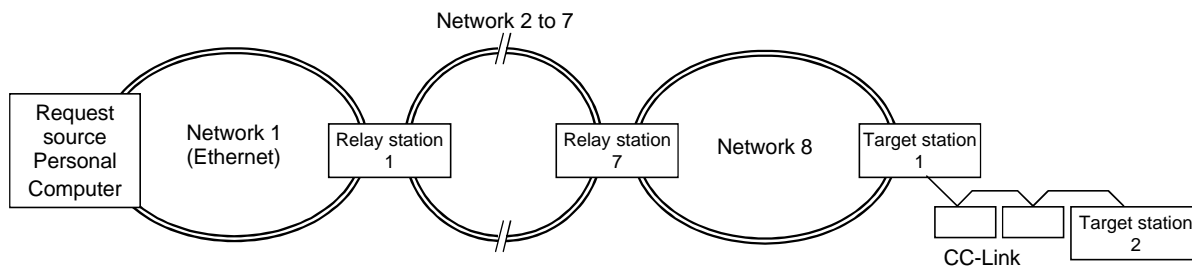 Network 2 to 7
Request
source
Personal
Computer
Network 1
(Ethernet)
Relay station
1
Relay station
7
Network 8
Target station
1
CC-Link
Target station
2